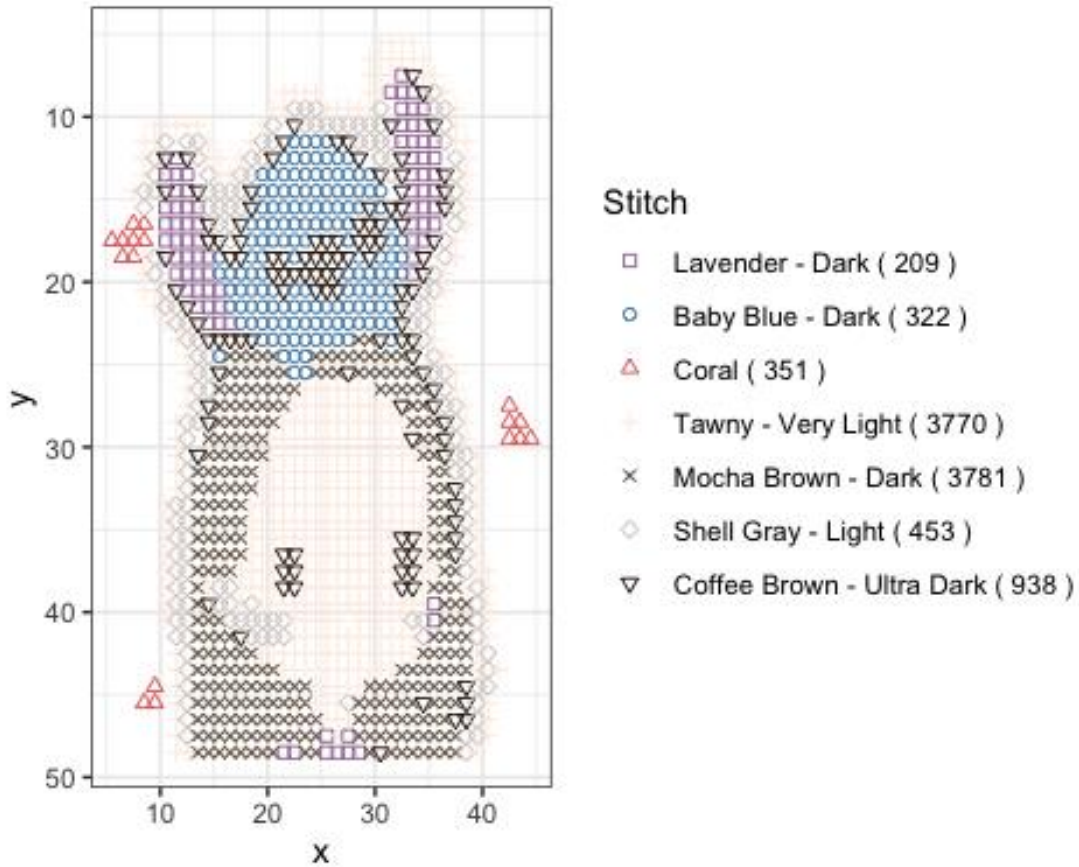 10
20
30
40
50
y
10
20
30
40
x
Stitch
Lavender - Dark ( 209 )
Baby Blue - Dark ( 322 )
Coral ( 351 )
Tawny - Very Light ( 3770 )
Mocha Brown - Dark ( 3781 )
Shell Gray - Light ( 453 )
Coffee Brown - Ultra Dark ( 938 )